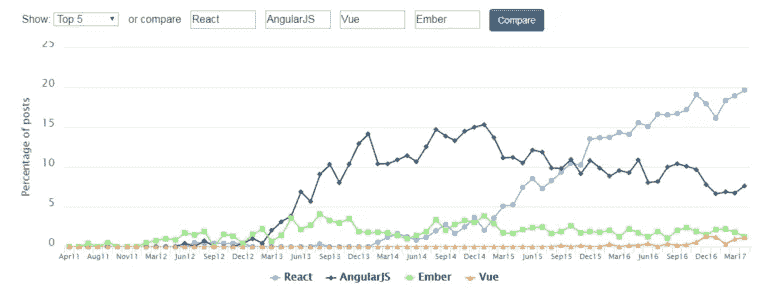 Show: Top 5 or compare React AngularJS Vue Ember Compare
25
20
15
10
5
0
Percentage of posts
Apr11 Aug11 Nov11 Mar12 Jun12 Sep12 Dec12 Mar13 Jun13 Sep13 Dec13 Mar14 Jun14 Sep14 Dec14 Mar15 Jun15 Sep15 Dec15 Mar16 Jun16 Sep16 Dec16 Mar17
React AngularJS Ember Vue